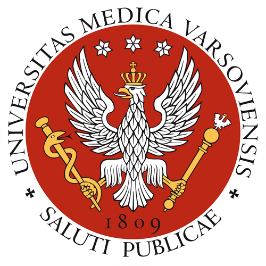 UNIVERSITAS MEDICA VARSOVIENSIS
1809
SALUTI PUBLICAE